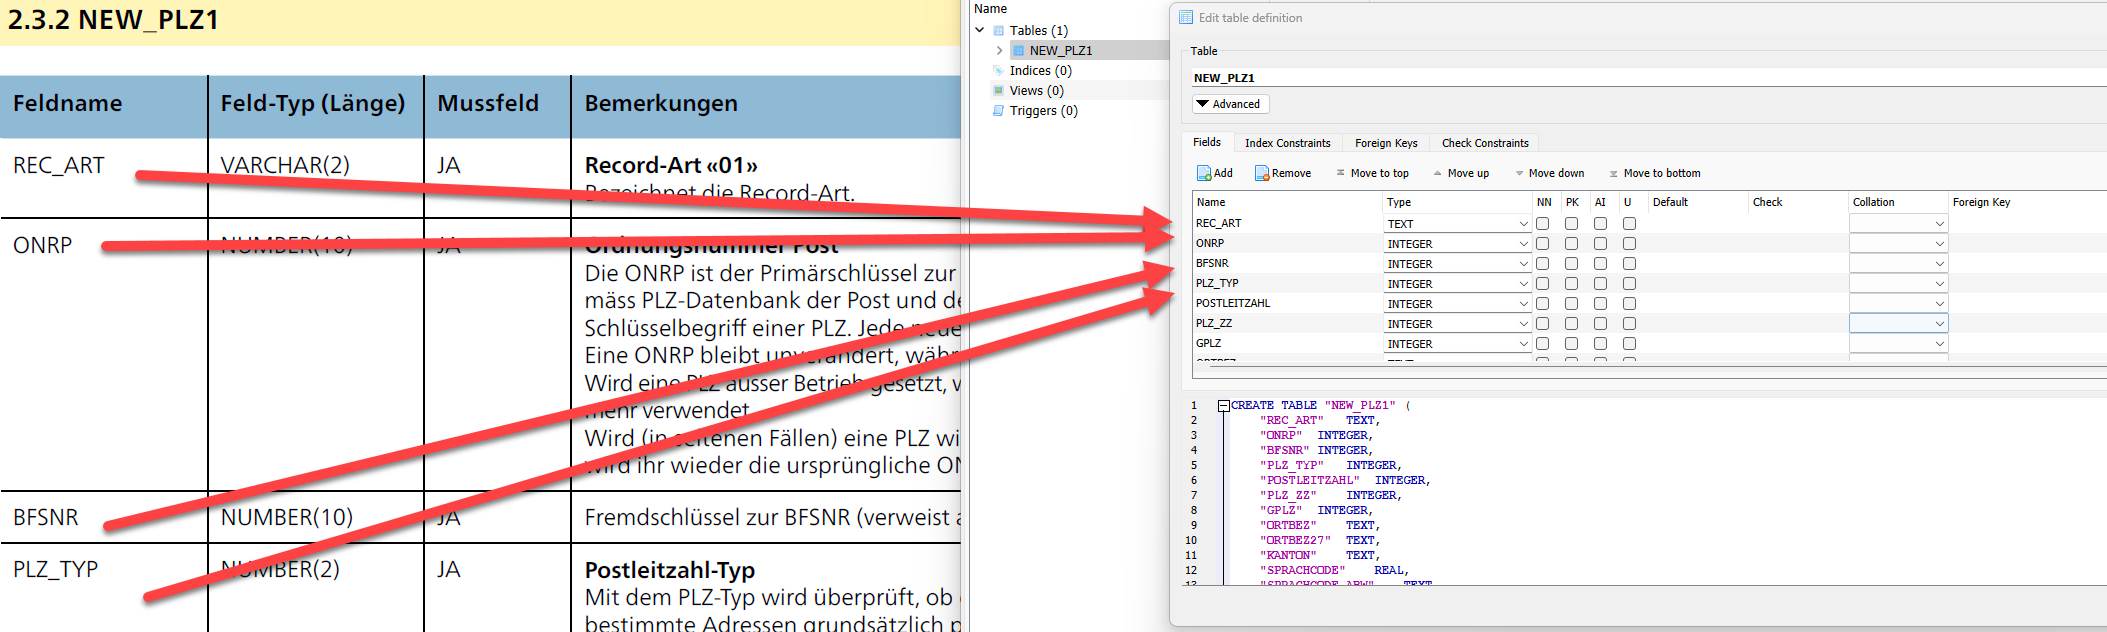 2.3.2 NEW_PLZ1
Feldname Feld-Typ (Länge) Mussfeld Bemerkungen
REC_ART VARCHAR(2) JA Record-Art «01»
Bezeichnet die Record-Art.
ONRP NUMBER(10) JA Ordnungsnummer Post
Die ONRP ist der Primärschlüssel zur
mäss PLZ-Datenbank der Post und de
Schlüsselbegriff einer PLZ. Jede neue
Eine ONRP bleibt unverändert, währ
Wird eine PLZ ausser Betrieb gesetzt, w
mehr verwendet.
Wird (in seltenen Fällen) eine PLZ wi
wird ihr wieder die ursprüngliche ON
BFSNR NUMBER(10) JA Fremdschlüssel zur BFSNR (verweist a
PLZ_TYP NUMBER(2) JA Postleitzahl-Typ
Mit dem PLZ-Typ wird überprüft, ob
bestimmte Adressen grundsätzlich p
Name
Tables (1)
NEW_PLZ1
Indices (0)
Views (0)
Triggers (0)
Edit table definition
Table
NEW_PLZ1
Advanced
Fields Index Constraints Foreign Keys Check Constraints
Add Remove Move to top Move up Move down Move to bottom
Name Type NN PK AI U Default Check Collation Foreign Key
REC_ART TEXT
ONRP INTEGER
BFSNR INTEGER
PLZ_TYP INTEGER
POSTLEITZAHL INTEGER
PLZ_ZZ INTEGER
GPLZ INTEGER
ORTBEZ TEXT
1 CREATE TABLE "NEW_PLZ1" (
2 "REC_ART" TEXT,
3 "ONRP" INTEGER,
4 "BFSNR" INTEGER,
5 "PLZ_TYP" INTEGER,
6 "POSTLEITZAHL" INTEGER,
7 "PLZ_ZZ" INTEGER,
8 "GPLZ" INTEGER,
9 "ORTBEZ" TEXT,
10 "ORTBEZ27" TEXT,
11 "KANTON" TEXT,
12 "SPRACHCODE" REAL,
13 "SPRACHCODE_ABW" TEXT